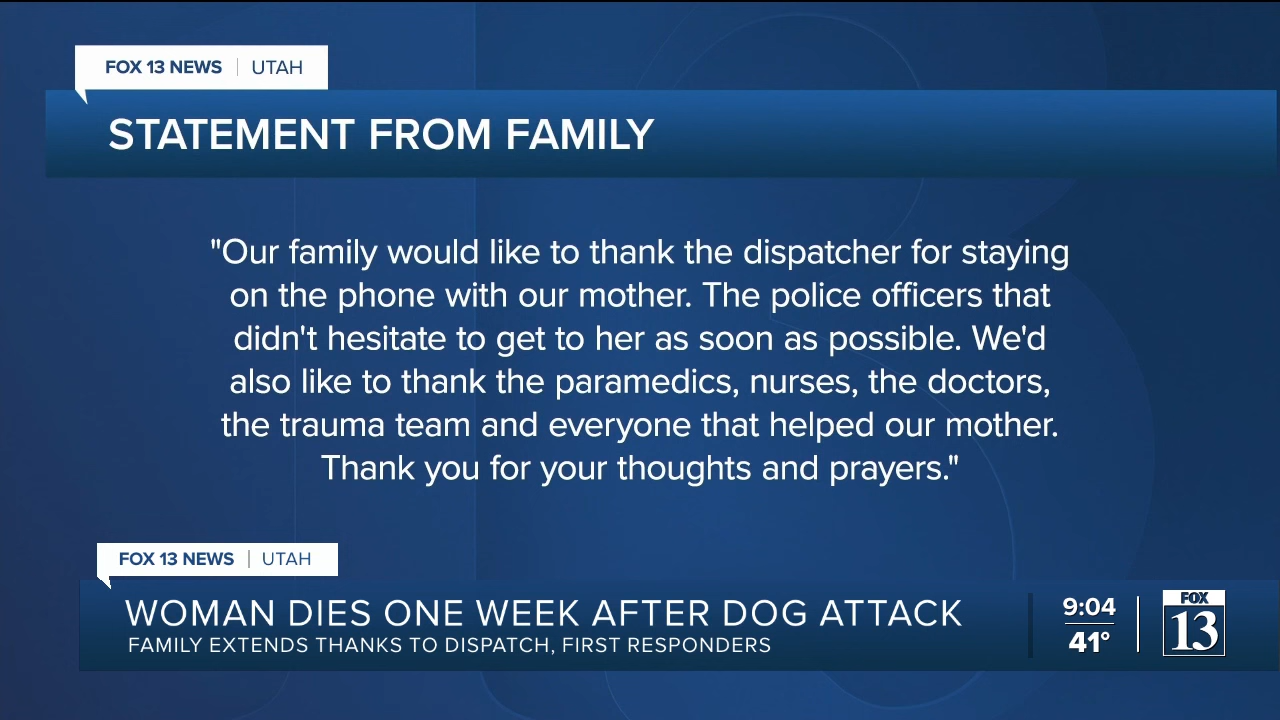 FOX 13 NEWS | UTAH
STATEMENT FROM FAMILY
"Our family would like to thank the dispatcher for staying
on the phone with our mother. The police officers that
didn't hesitate to get to her as soon as possible. We'd
also like to thank the paramedics, nurses, the doctors,
the trauma team and everyone that helped our mother.
Thank you for your thoughts and prayers."
FOX 13 NEWS | UTAH
WOMAN DIES ONE WEEK AFTER DOG ATTACK
FAMILY EXTENDS THANKS TO DISPATCH, FIRST RESPONDERS
9:04
41°
FOX
13